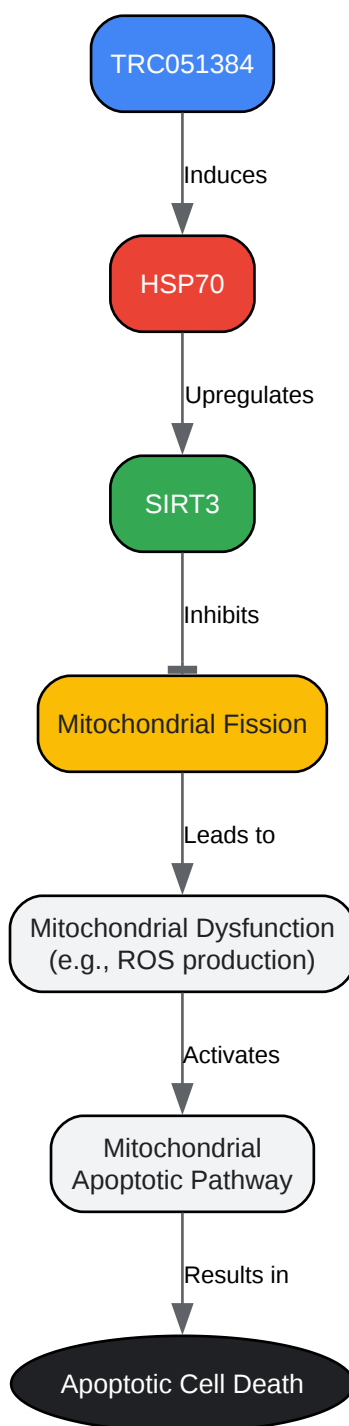 TRC051384
Induces
HSP70
Upregulates
SIRT3
Inhibits
Mitochondrial Fission
Leads to
Mitochondrial Dysfunction
(e.g., ROS production)
Activates
Mitochondrial
Apoptotic Pathway
Results in
Apoptotic Cell Death